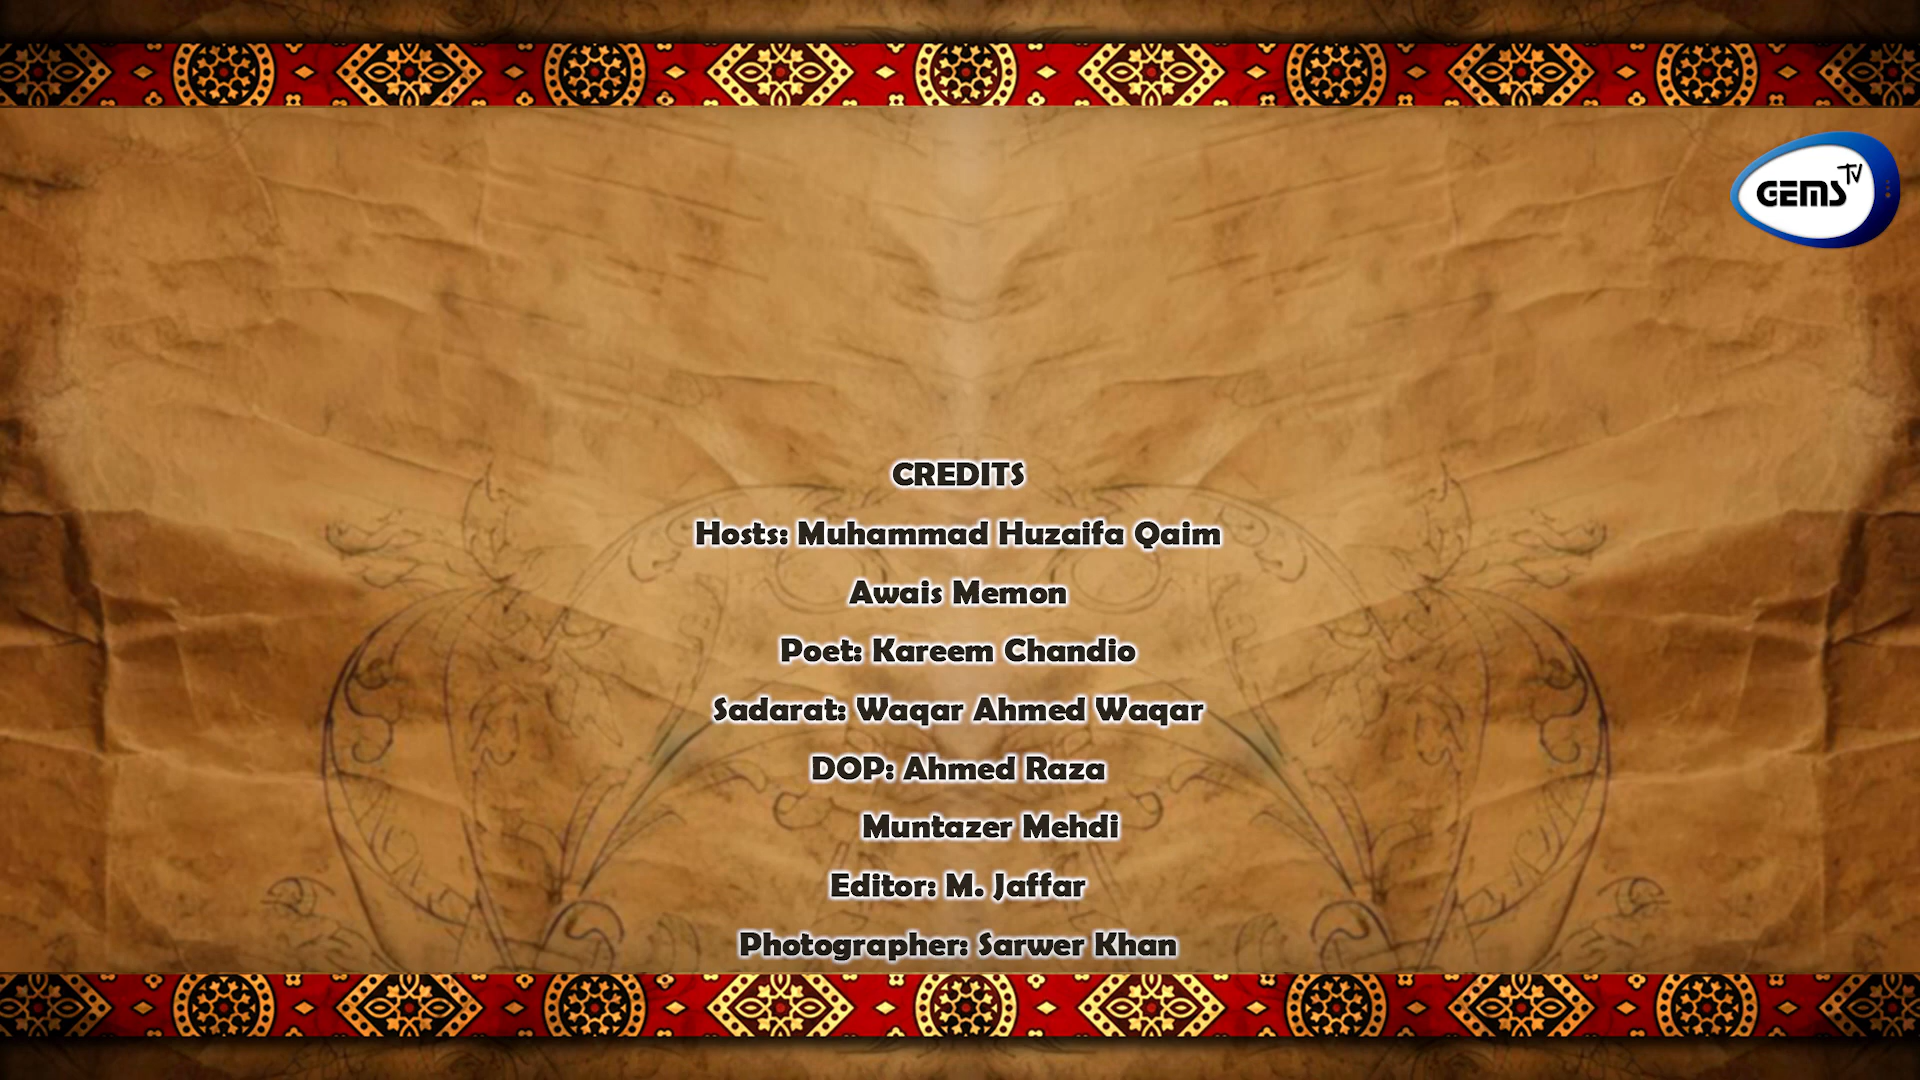 GEMS TV
CREDITS
Hosts: Muhammad Huzaifa Qaim
Awais Memon
Poet: Kareem Chandio
Sadarat: Waqar Ahmed Waqar
DOP: Ahmed Raza
Muntazer Mehdi
Editor: M. Jaffar
Photographer: Sarwer Khan